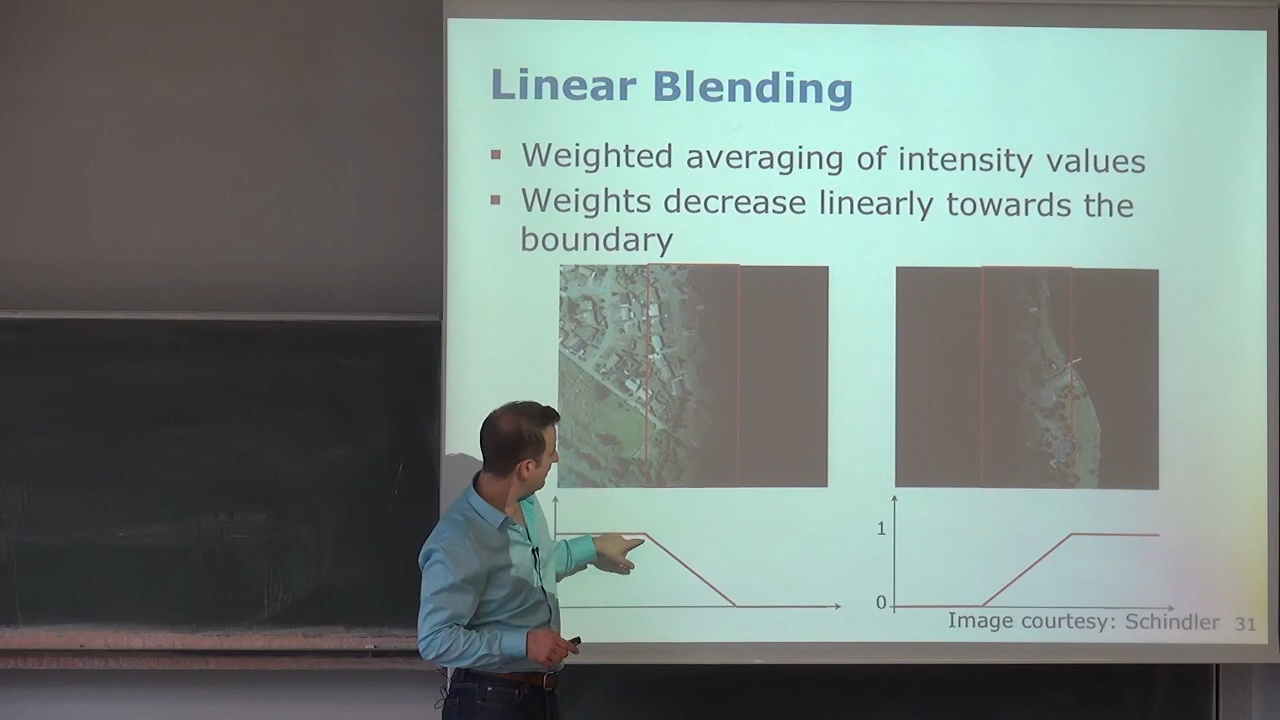 Linear Blending
Weighted averaging of intensity values
Weights decrease linearly towards the
boundary
1
0
Image courtesy: Schindler 31